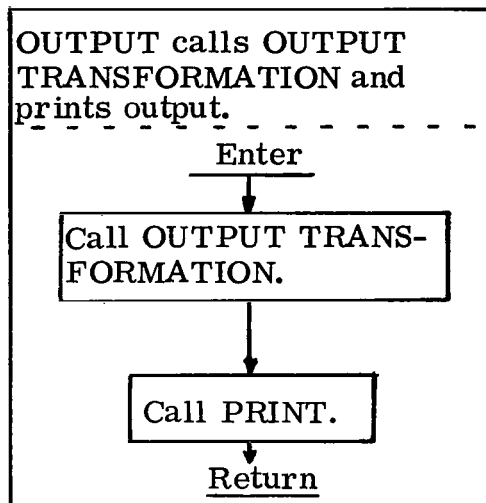 OUTPUT calls OUTPUT
TRANSFORMATION and
prints output.
Enter
Call OUTPUT TRANS-
FORMATION.
Call PRINT.
Return